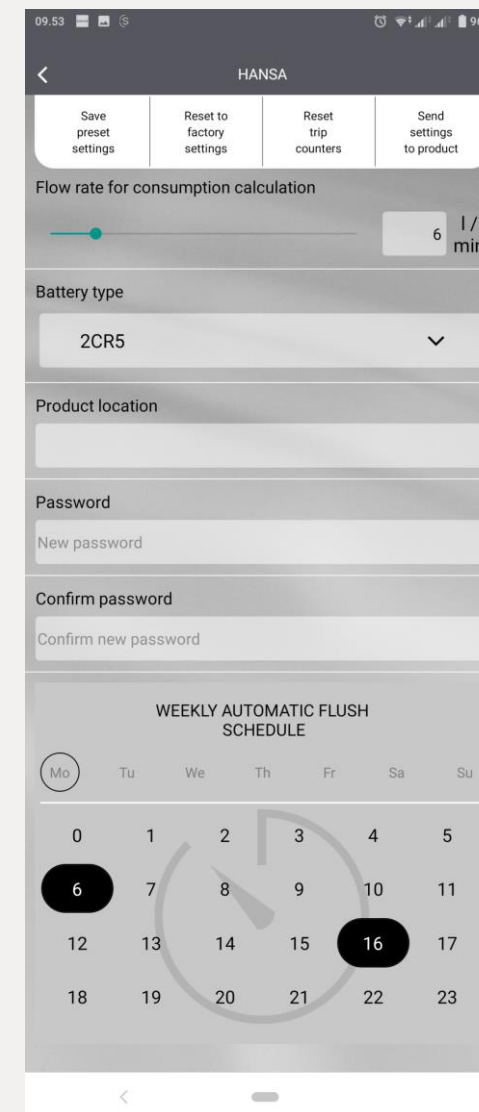 09.53
HANSA
Save preset settings
Reset to factory settings
Reset trip counters
Send settings to product
Flow rate for consumption calculation
6 l / min
Battery type
2CR5
Product location
Password
New password
Confirm password
Confirm new password
WEEKLY AUTOMATIC FLUSH
SCHEDULE
Mo Tu We Th Fr Sa Su
0 1 2 3 4 5
6 7 8 9 10 11
12 13 14 15 16 17
18 19 20 21 22 23